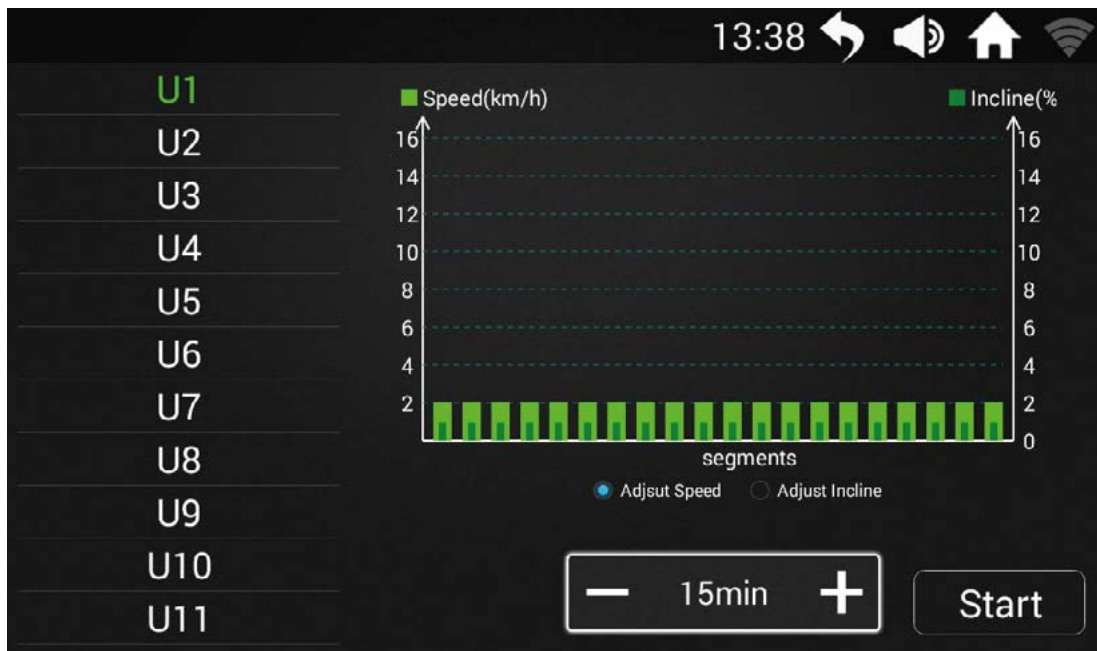 13:38
U1
U2
U3
U4
U5
U6
U7
U8
U9
U10
U11
Speed(km/h)
Incline(%
16
14
12
10
8
6
4
2
16
14
12
10
8
6
4
2
0
segments
Adjsut Speed
Adjust Incline
15min
Start